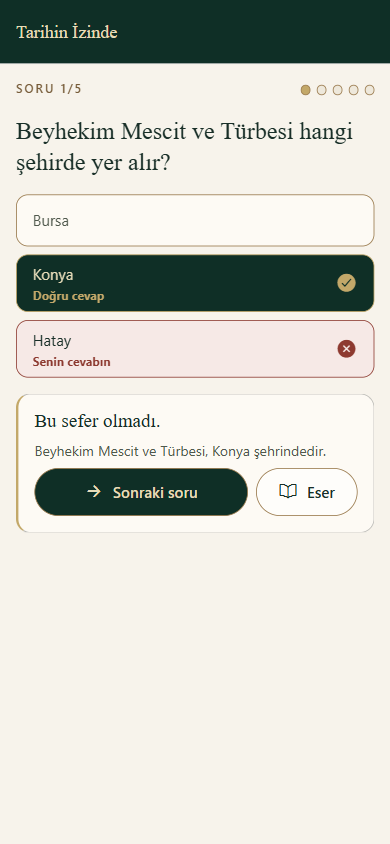 Tarihin İzinde
SORU 1/5
Beyhekim Mescit ve Türbesi hangi
şehirde yer alır?
Bursa
Konya
Doğru cevap
Hatay
Senin cevabın
Bu sefer olmadı.
Beyhekim Mescit ve Türbesi, Konya şehrindedir.
Sonraki soru
Eser